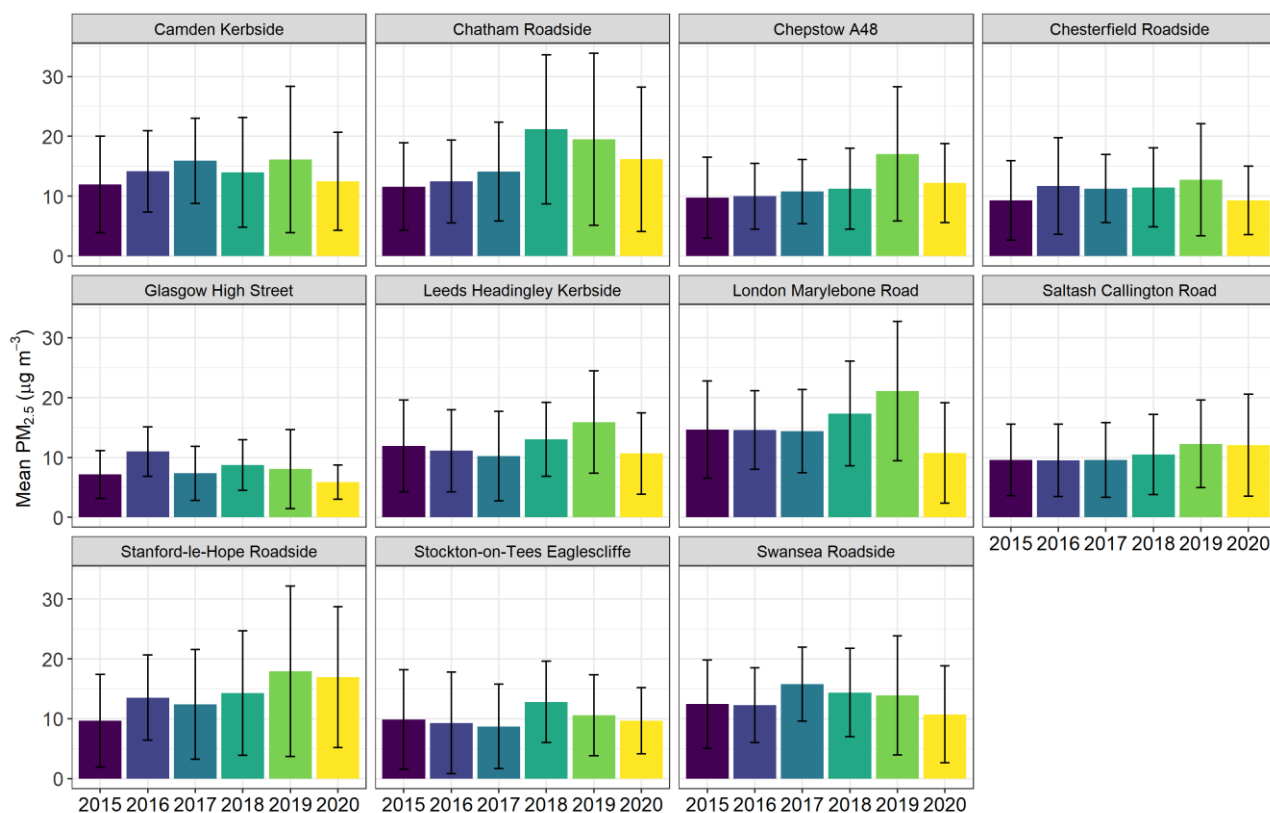 Camden Kerbside
Chatham Roadside
Chepstow A48
Chesterfield Roadside
30
20
10
0
Glasgow High Street
Leeds Headingley Kerbside
London Marylebone Road
Saltash Callington Road
Mean PM2.5 (μg m−3)
30
20
10
0
2015 2016 2017 2018 2019 2020
Stanford-le-Hope Roadside
Stockton-on-Tees Eaglescliffe
Swansea Roadside
30
20
10
0
2015 2016 2017 2018 2019 2020
2015 2016 2017 2018 2019 2020
2015 2016 2017 2018 2019 2020